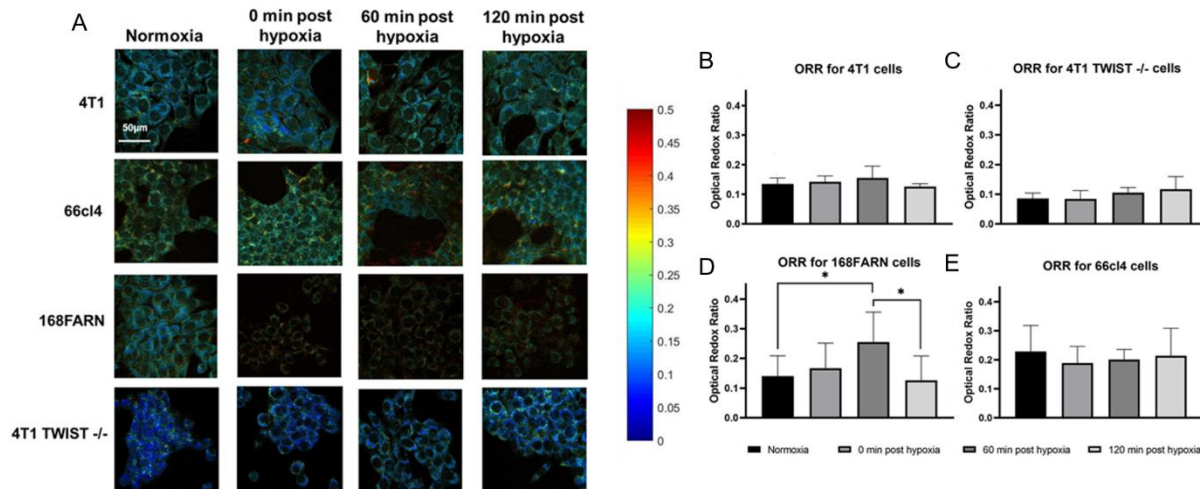 A
Normoxia
0 min post
hypoxia
60 min post
hypoxia
120 min post
hypoxia
4T1
50µm
66cl4
168FARN
4T1 TWIST -/-
0.5
0.45
0.4
0.35
0.3
0.25
0.2
0.15
0.1
0.05
0
B
ORR for 4T1 cells
Optical Redox Ratio
0.4
0.3
0.2
0.1
0.0
C
ORR for 4T1 TWIST -/- cells
Optical Redox Ratio
0.4
0.3
0.2
0.1
0.0
D
ORR for 168FARN cells
Optical Redox Ratio
0.4
0.3
0.2
0.1
0.0
*
*
E
ORR for 66cl4 cells
Optical Redox Ratio
0.4
0.3
0.2
0.1
0.0
Normoxia
0 min post hypoxia
60 min post hypoxia
120 min post hypoxia